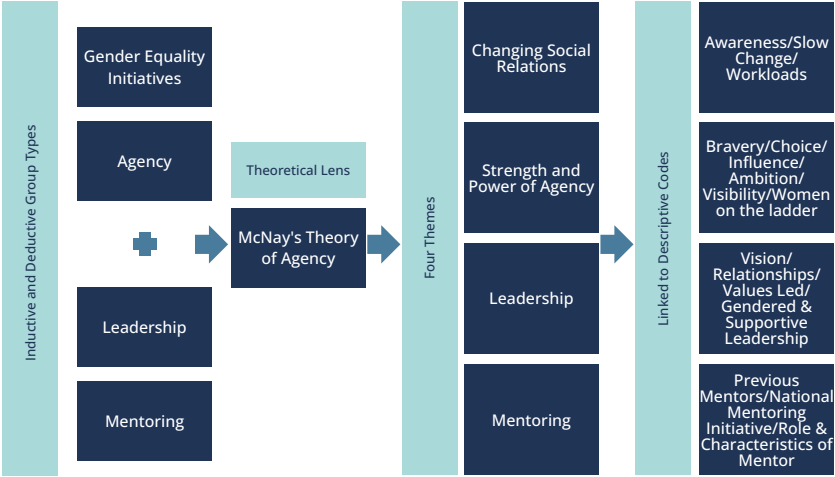 Inductive and Deductive Group Types
Gender Equality
Initiatives
Agency
Leadership
Mentoring
Theoretical Lens
McNay's Theory
of Agency
Four Themes
Changing Social
Relations
Strength and
Power of Agency
Leadership
Mentoring
Linked to Descriptive Codes
Awareness/Slow
Change/
Workloads
Bravery/Choice/
Influence/
Ambition/
Visibility/Women
on the ladder
Vision/
Relationships/
Values Led/
Gendered &
Supportive
Leadership
Previous
Mentors/National
Mentoring
Initiative/Role &
Characteristics of
Mentor